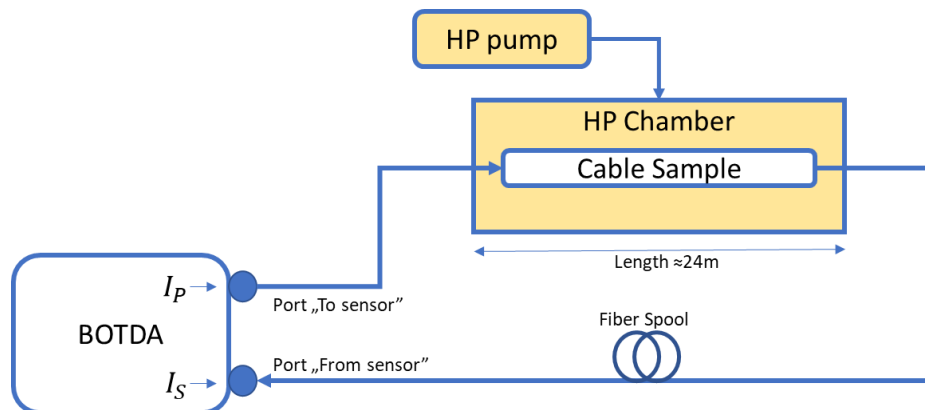 HP pump
HP Chamber
Cable Sample
Length ≈24m
I_P
Port „To sensor”
BOTDA
Fiber Spool
Port „From sensor”
I_S